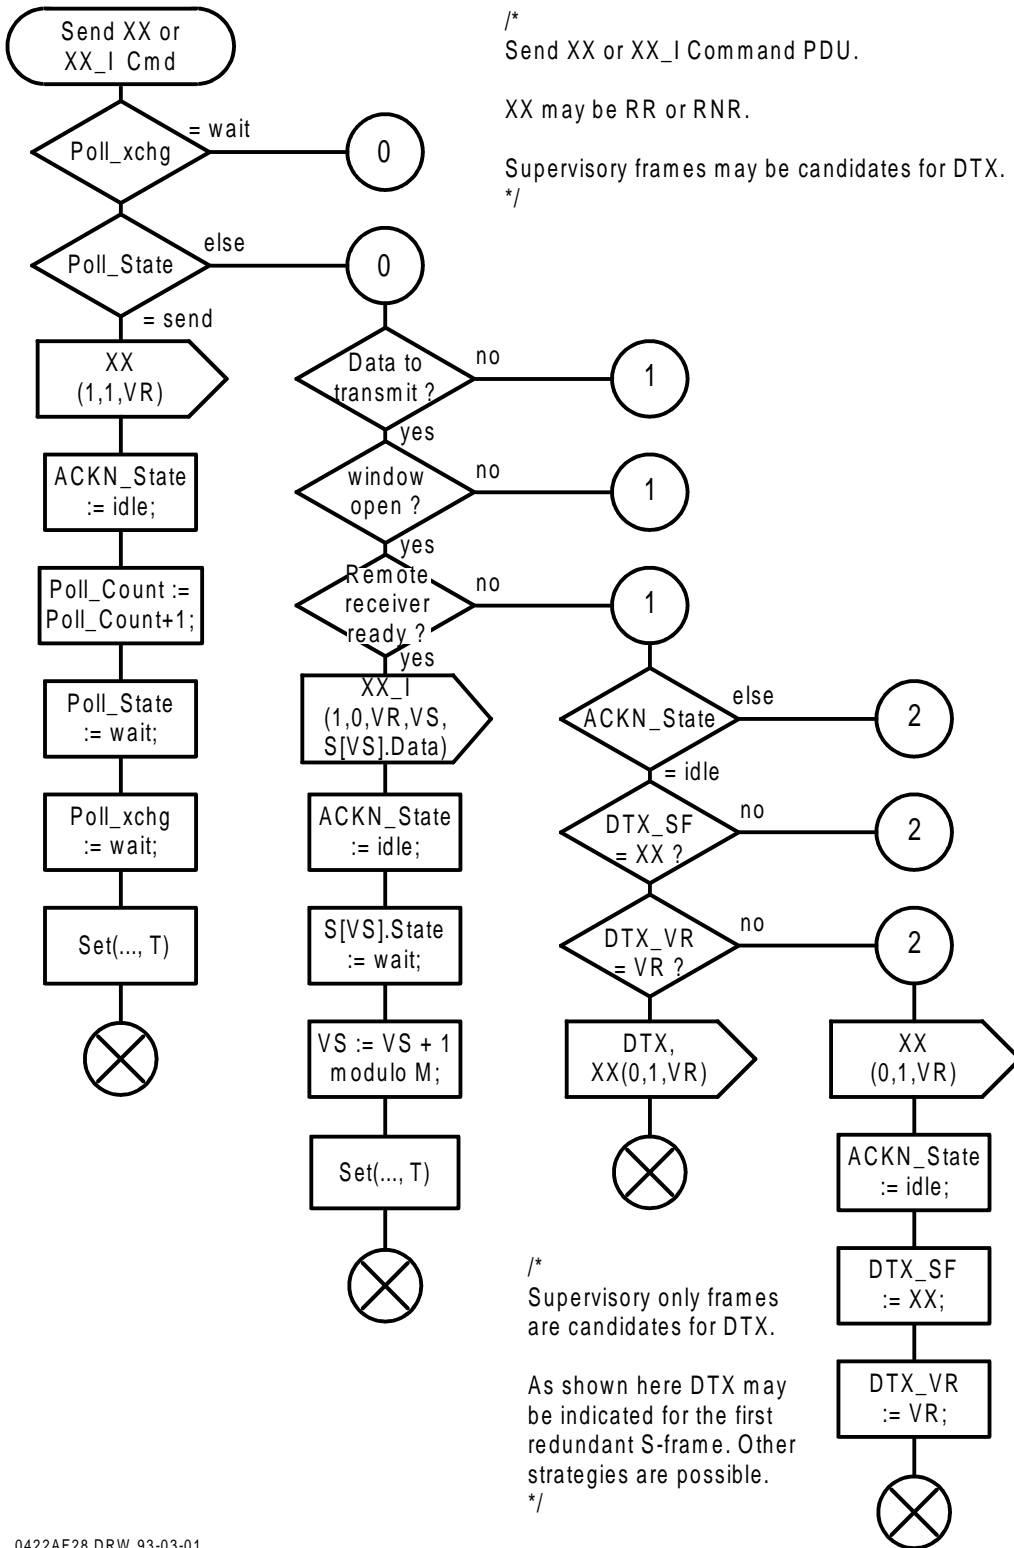 Send XX or
XX_I Cmd
/*
Send XX or XX_I Command PDU.
XX may be RR or RNR.
Supervisory frames may be candidates for DTX.
*/
Poll_xchg
= wait
0
Poll_State
else
0
= send
XX
(1,1,VR)
ACKN_State
:= idle;
Poll_Count :=
Poll_Count+1;
Poll_State
:= wait;
Poll_xchg
:= wait;
Set(..., T)
Data to
transmit ?
no
1
yes
window
open ?
no
1
yes
Remote
receiver
ready ?
no
1
yes
XX_I
(1,0,VR,VS,
S[VS].Data)
ACKN_State
:= idle;
S[VS].State
:= wait;
VS := VS + 1
modulo M;
Set(..., T)
ACKN_State
else
2
= idle
DTX_SF
= XX ?
no
2
DTX_VR
= VR ?
no
2
DTX,
XX(0,1,VR)
XX
(0,1,VR)
ACKN_State
:= idle;
DTX_SF
:= XX;
DTX_VR
:= VR;
/*
Supervisory only frames
are candidates for DTX.
As shown here DTX may
be indicated for the first
redundant S-frame. Other
strategies are possible.
*/
0422AE28.DRW, 93-03-01